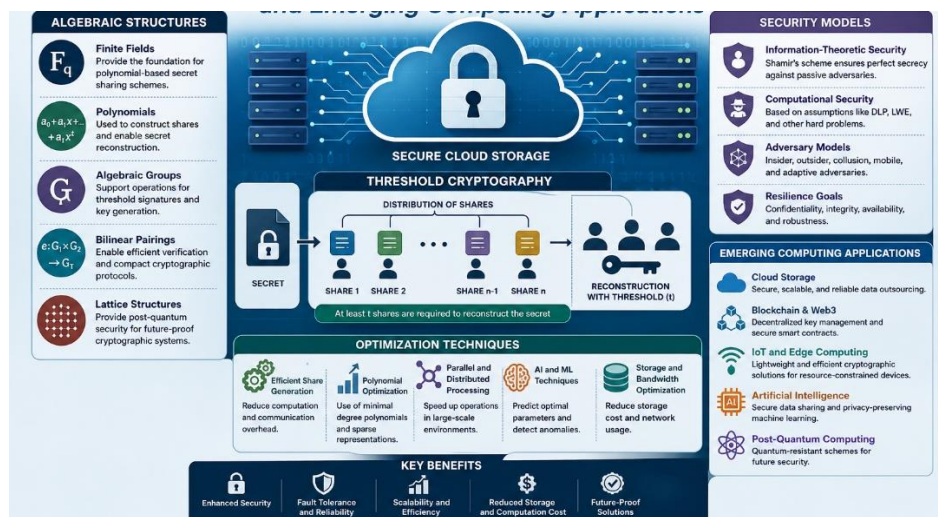 and Emerging Computing Applications
ALGEBRAIC STRUCTURES
F_q
Finite Fields
Provide the foundation for
polynomial-based secret
sharing schemes.
a₀+a₁x+..
+a₁xᵗ
Polynomials
Used to construct shares
and enable secret
reconstruction.
G
Algebraic Groups
Support operations for
threshold signatures and
key generation.
e:G₁×G₂
→ G_T
Bilinear Pairings
Enable efficient verification
and compact cryptographic
protocols.
Lattice Structures
Provide post-quantum
security for future-proof
cryptographic systems.
SECURE CLOUD STORAGE
THRESHOLD CRYPTOGRAPHY
DISTRIBUTION OF SHARES
SECRET
SHARE 1
SHARE 2
SHARE n-1
SHARE n
RECONSTRUCTION
WITH THRESHOLD (t)
At least t shares are required to reconstruct the secret
OPTIMIZATION TECHNIQUES
Efficient Share
Generation
Reduce computation
and communication
overhead.
Polynomial
Optimization
Use of minimal
degree polynomials
and sparse
representations.
Parallel and
Distributed
Processing
Speed up operations
in large-scale
environments.
AI and ML
Techniques
Predict optimal
parameters and
detect anomalies.
Storage and
Bandwidth
Optimization
Reduce storage
cost and network
usage.
KEY BENEFITS
Enhanced Security
Fault Tolerance
and Reliability
Scalability and
Efficiency
Reduced Storage
and Computation Cost
Future-Proof
Solutions
SECURITY MODELS
Information-Theoretic Security
Shamir's scheme ensures perfect secrecy
against passive adversaries.
Computational Security
Based on assumptions like DLP, LWE,
and other hard problems.
Adversary Models
Insider, outsider, collusion, mobile,
and adaptive adversaries.
Resilience Goals
Confidentiality, integrity, availability,
and robustness.
EMERGING COMPUTING APPLICATIONS
Cloud Storage
Secure, scalable, and reliable data outsourcing.
Blockchain & Web3
Decentralized key management and
secure smart contracts.
IoT and Edge Computing
Lightweight and efficient cryptographic
solutions for resource-constrained devices.
AI
Artificial Intelligence
Secure data sharing and privacy-preserving
machine learning.
Post-Quantum Computing
Quantum-resistant schemes for
future security.